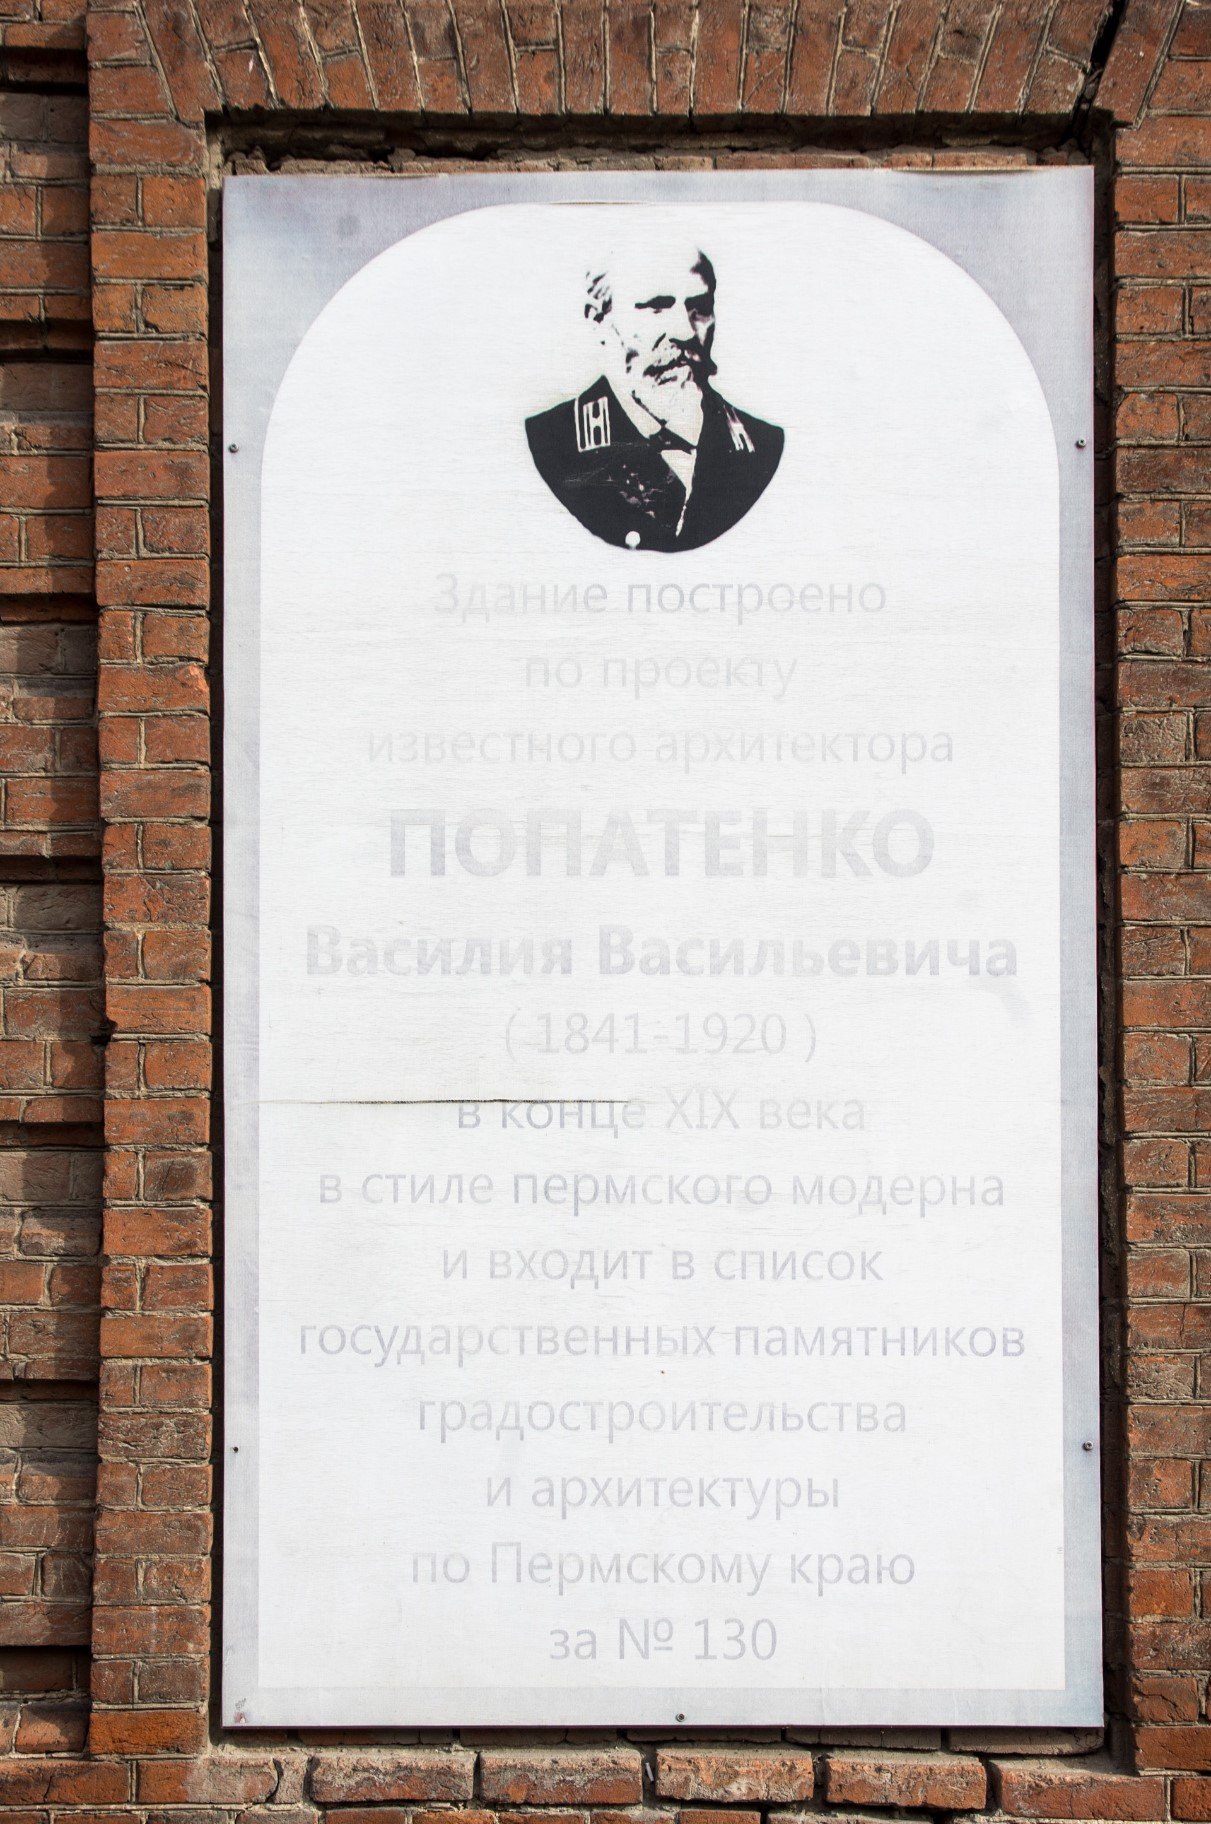 Здание построено
по проекту
известного архитектора
ПОПАТЕНКО
Василия Васильевича
( 1841-1920 )
в конце XIX века
в стиле пермского модерна
и входит в список
государственных памятников
градостроительства
и архитектуры
по Пермскому краю
за № 130